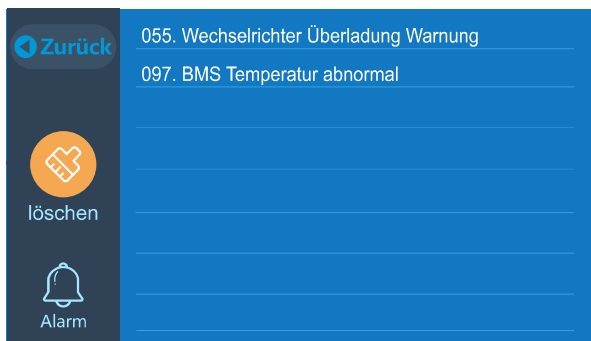 Zurück
055. Wechselrichter Überladung Warnung
097. BMS Temperatur abnormal
löschen
Alarm